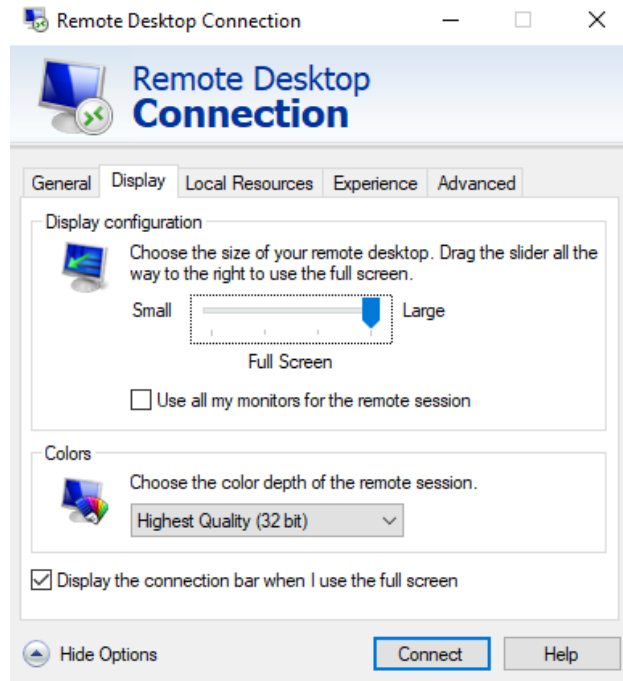 Remote Desktop Connection
Remote Desktop
Connection
General Display Local Resources Experience Advanced
Display configuration
Choose the size of your remote desktop. Drag the slider all the
way to the right to use the full screen.
Small Large
Full Screen
Use all my monitors for the remote session
Colors
Choose the color depth of the remote session.
Highest Quality (32 bit)
Display the connection bar when I use the full screen
Hide Options Connect Help